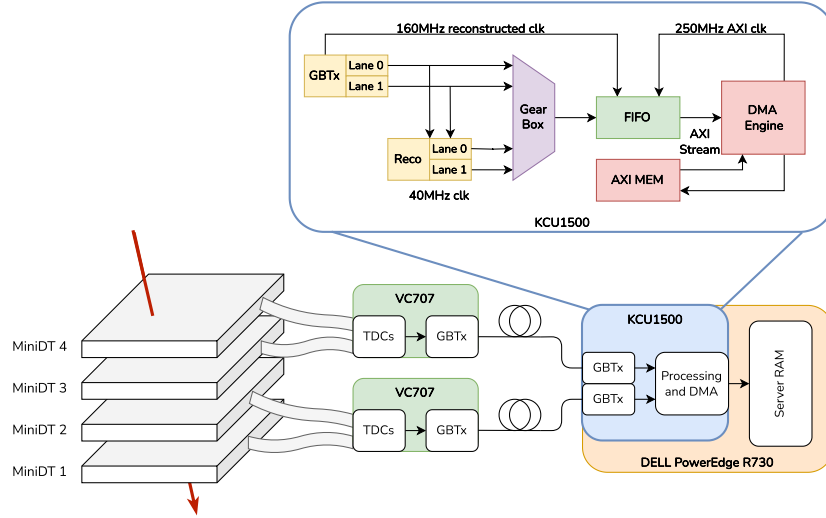 160MHz reconstructed clk
250MHz AXI clk
GBTx
Lane 0
Lane 1
Gear
Box
FIFO
DMA
Engine
AXI
Stream
Reco
Lane 0
Lane 1
AXI MEM
40MHz clk
KCU1500
VC707
TDCs
GBTx
KCU1500
MiniDT 4
MiniDT 3
MiniDT 2
MiniDT 1
VC707
TDCs
GBTx
GBTx
GBTx
Processing
and DMA
Server RAM
DELL PowerEdge R730